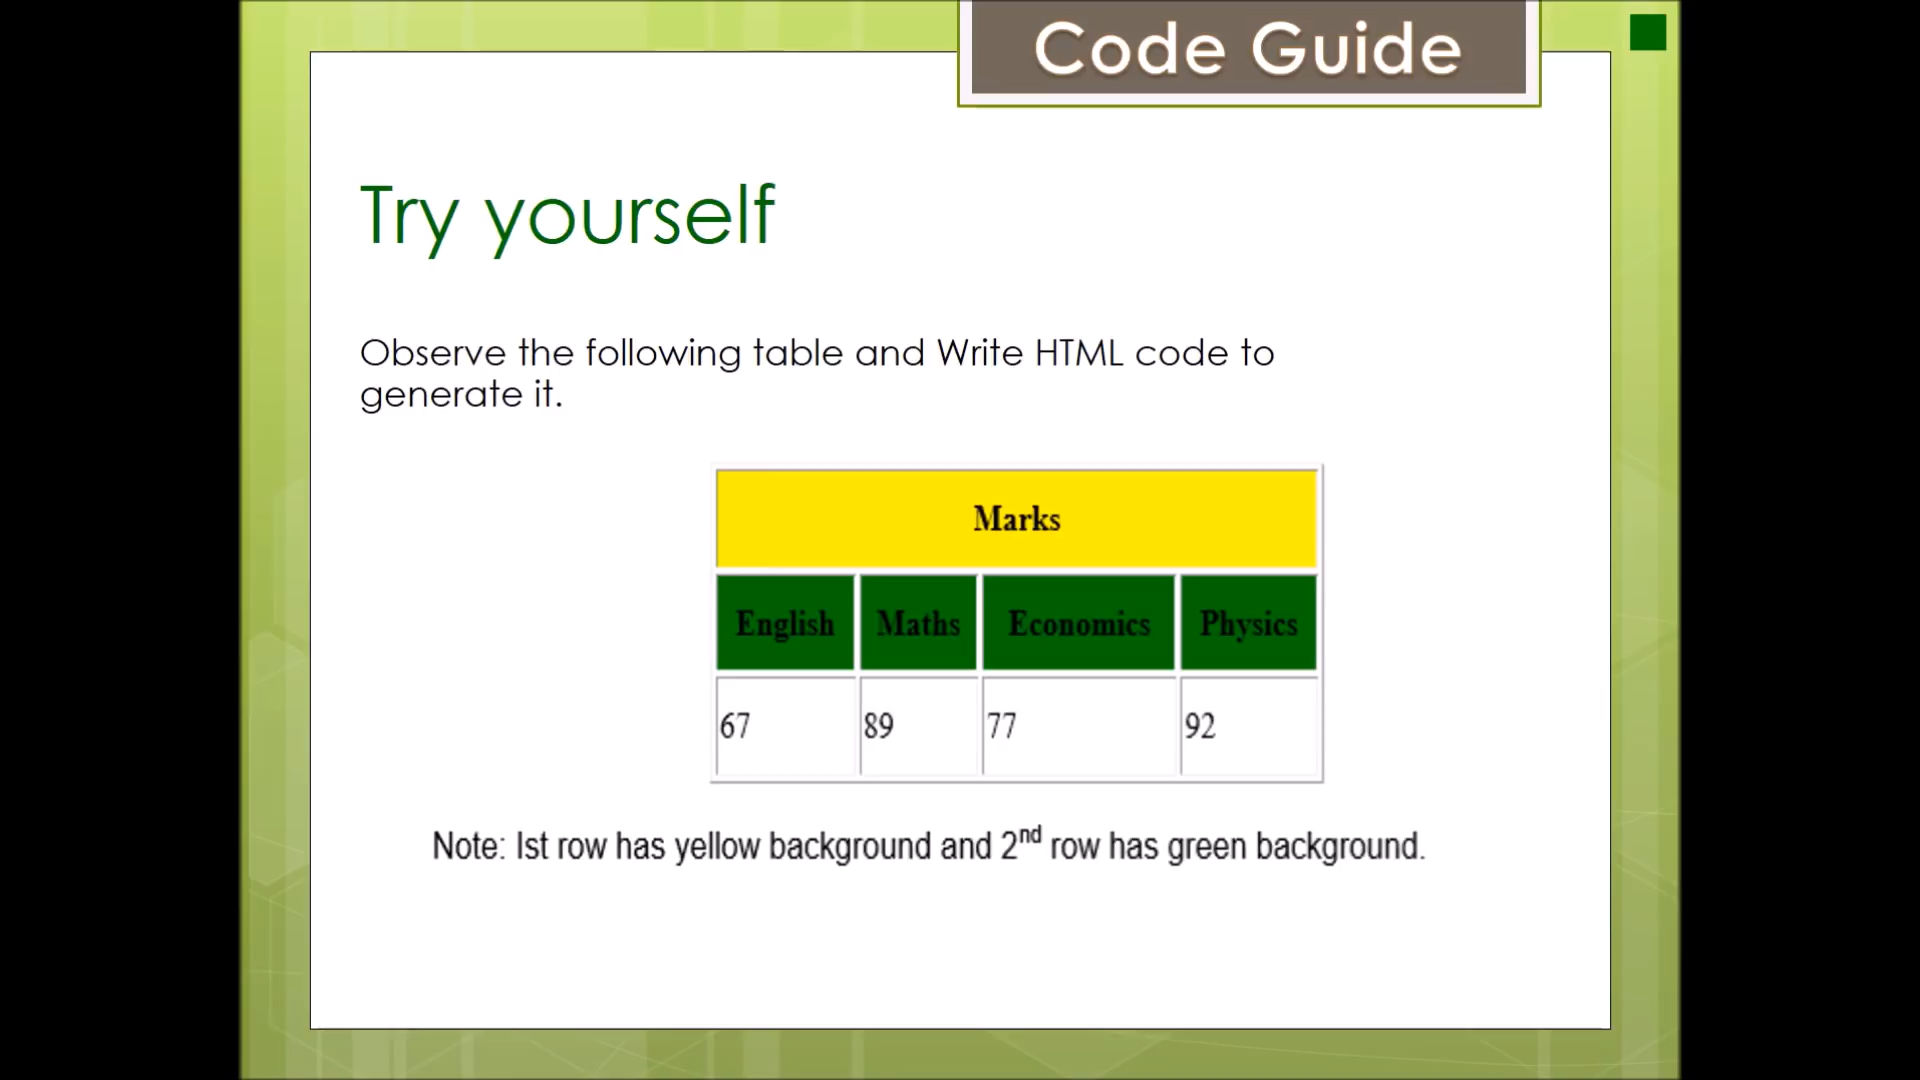 Code Guide
Try yourself
Observe the following table and Write HTML code to
generate it.
Marks
English Maths Economics Physics
67 89 77 92
Note: Ist row has yellow background and 2nd row has green background.